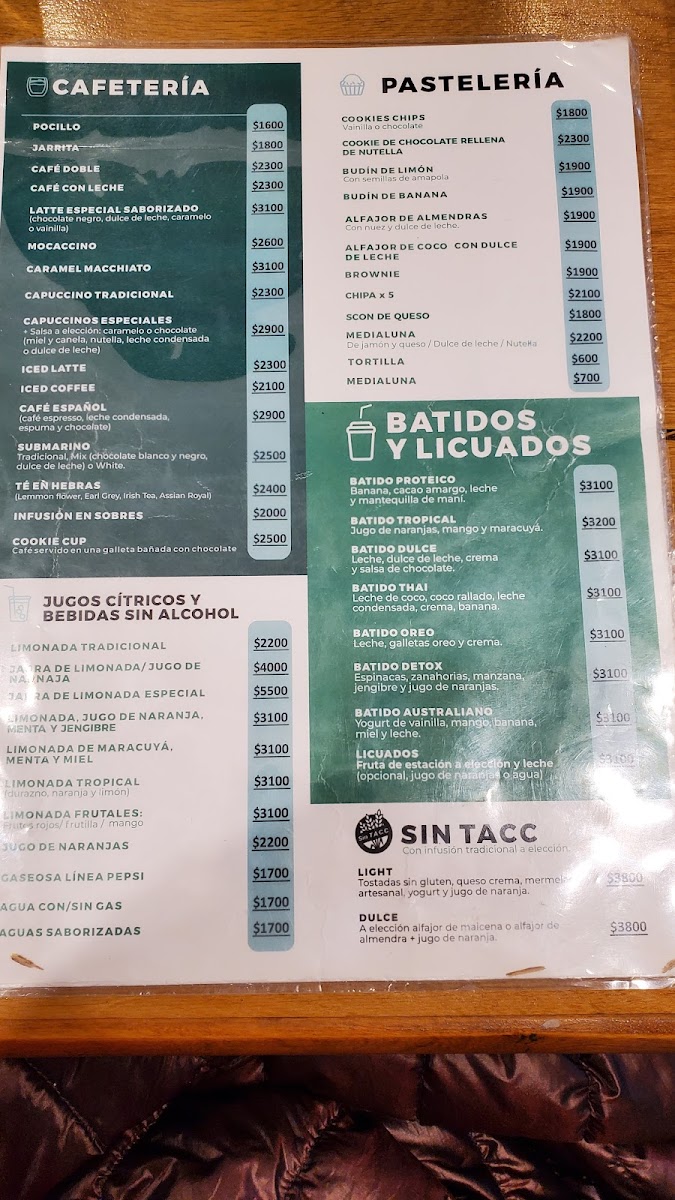 CAFETERÍA
POCILLO $1600
JARRITA $1800
CAFÉ DOBLE $2300
CAFÉ CON LECHE $2300
LATTE ESPECIAL SABORIZADO $3100
(chocolate negro, dulce de leche, caramelo
o vainilla)
MOCACCINO $2600
CARAMEL MACCHIATO $3100
CAPUCCINO TRADICIONAL $2300
CAPUCCINOS ESPECIALES
+ Salsa a elección: caramelo o chocolate $2900
(miel y canela, nutella, leche condensada
o dulce de leche)
ICED LATTE $2300
ICED COFFEE $2100
CAFÉ ESPAÑOL $2900
(café espresso, leche condensada,
espuma y chocolate)
SUBMARINO
Tradicional, Mix (chocolate blanco y negro, $2500
dulce de leche) o White.
TÉ EÑ HEBRAS $2400
(Lemmon flower, Earl Grey, Irish Tea, Assian Royal)
INFUSIÓN EN SOBRES $2000
COOKIE CUP $2500
Café servido en una galleta bañada con chocolate
JUGOS CÍTRICOS Y
BEBIDAS SIN ALCOHOL
LIMONADA TRADICIONAL $2200
JARRA DE LIMONADA/ JUGO DE $4000
NARNAJA
JARRA DE LIMONADA ESPECIAL $5500
LIMONADA, JUGO DE NARANJA, $3100
MENTA Y JENGIBRE
LIMONADA DE MARACUYÁ, $3100
MENTA Y MIEL
LIMONADA TROPICAL $3100
(durazno, naranja y limón)
LIMONADA FRUTALES: $3100
Frutos rojos/ frutilla / mango
JUGO DE NARANJAS $2200
GASEOSA LÍNEA PEPSI $1700
AGUA CON/SIN GAS $1700
AGUAS SABORIZADAS $1700
PASTELERÍA
COOKIES CHIPS $1800
Vainilla o chocolate
COOKIE DE CHOCOLATE RELLENA $2300
DE NUTELLA
BUDÍN DE LIMÓN $1900
Con semillas de amapola
BUDÍN DE BANANA $1900
ALFAJOR DE ALMENDRAS $1900
Con nuez y dulce de leche.
ALFAJOR DE COCO CON DULCE $1900
DE LECHE
BROWNIE $1900
CHIPA x 5 $2100
SCON DE QUESO $1800
MEDIALUNA $2200
De jamón y queso / Dulce de leche / Nutella
TORTILLA $600
MEDIALUNA $700
BATIDOS
Y LICUADOS
BATIDO PROTEICO $3100
Banana, cacao amargo, leche
y mantequilla de maní.
BATIDO TROPICAL $3200
Jugo de naranjas, mango y maracuyá.
BATIDO DULCE $3100
Leche, dulce de leche, crema
y salsa de chocolate.
BATIDO THAI $3100
Leche de coco, coco rallado, leche
condensada, crema, banana.
BATIDO OREO $3100
Leche, galletas oreo y crema.
BATIDO DETOX $3100
Espinacas, zanahorias, manzana,
jengibre y jugo de naranjas.
BATIDO AUSTRALIANO $3100
Yogurt de vainilla, mango, banana,
miel y leche.
LICUADOS $3100
Fruta de estación a elección y leche
(opcional, jugo de naranjas o agua)
Sin TACC
SIN TACC
Con infusión tradicional a elección.
LIGHT $3800
Tostadas sin gluten, queso crema, mermela
artesanal, yogurt y jugo de naranja.
DULCE $3800
A elección alfajor de maicena o alfajor de
almendra + jugo de naranja.